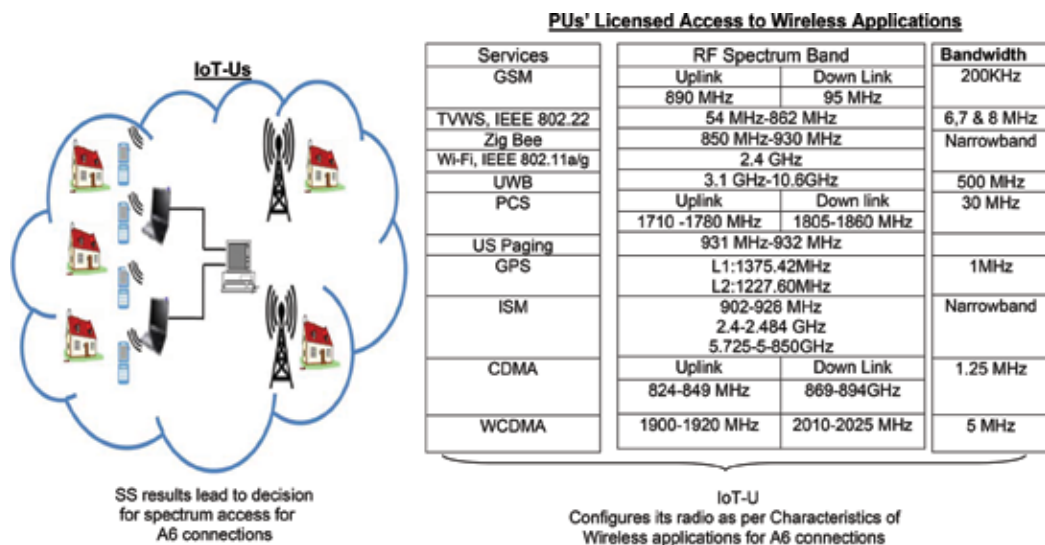 PUs' Licensed Access to Wireless Applications
IoT-Us
Services RF Spectrum Band Bandwidth
GSM Uplink Down Link 200KHz
890 MHz 95 MHz
TVWS, IEEE 802.22 54 MHz-862 MHz 6,7 & 8 MHz
Zig Bee 850 MHz-930 MHz Narrowband
Wi-Fi, IEEE 802.11a/g 2.4 GHz
UWB 3.1 GHz-10.6GHz 500 MHz
PCS Uplink Down link 30 MHz
1710 -1780 MHz 1805-1860 MHz
US Paging 931 MHz-932 MHz
GPS L1:1375.42MHz 1MHz
L2:1227.60MHz
ISM 902-928 MHz Narrowband
2.4-2.484 GHz
5.725-5-850GHz
CDMA Uplink Down Link 1.25 MHz
824-849 MHz 869-894GHz
WCDMA 1900-1920 MHz 2010-2025 MHz 5 MHz
SS results lead to decision
for spectrum access for
A6 connections
IoT-U
Configures its radio as per Characteristics of
Wireless applications for A6 connections